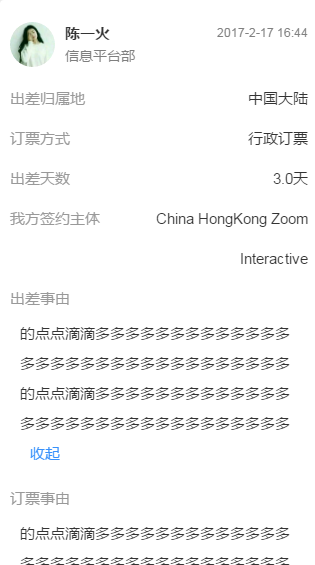 陈一火
2017-2-17 16:44
信息平台部
出差归属地
中国大陆
订票方式
行政订票
出差天数
3.0天
我方签约主体
China HongKong Zoom
Interactive
出差事由
的点点滴滴多多多多多多多多多多多多多
多多多多多多多多多多多多多多多多多多
的点点滴滴多多多多多多多多多多多多多
多多多多多多多多多多多多多多多多多多
收起
订票事由
的点点滴滴多多多多多多多多多多多多多
多多多多多多多多多多多多多多多多多多